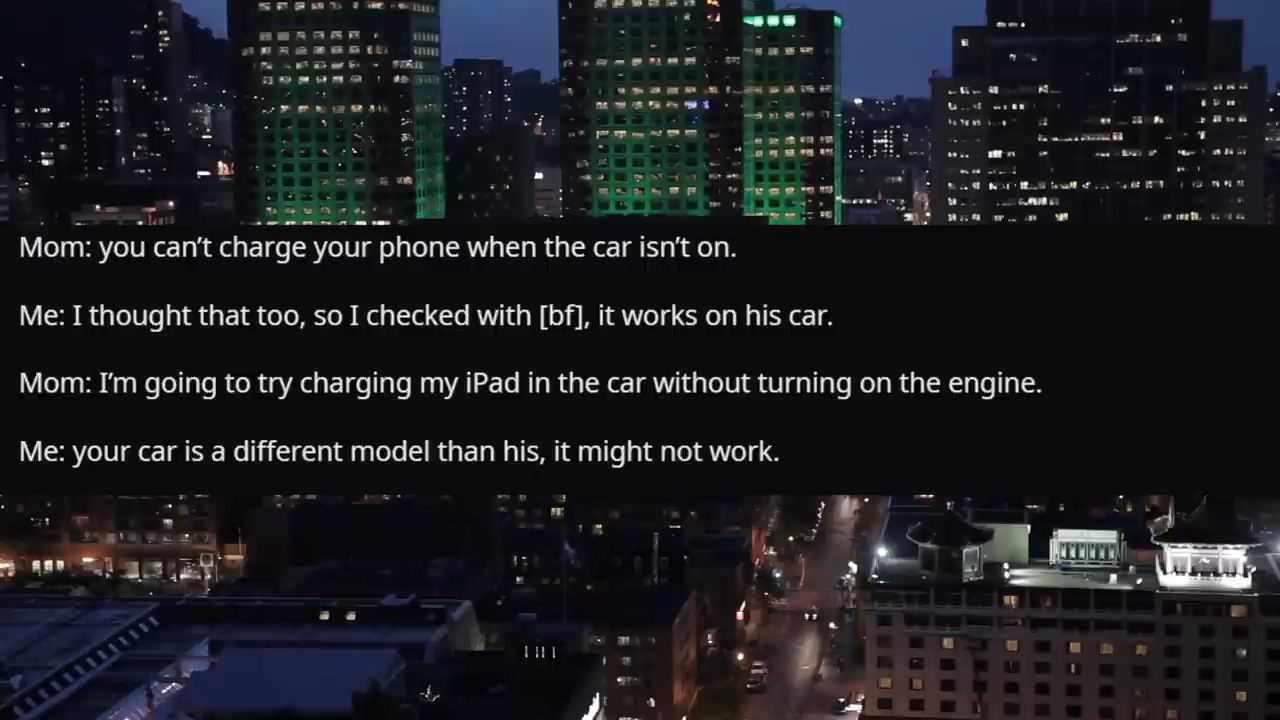 Mom: you can’t charge your phone when the car isn’t on.
Me: I thought that too, so I checked with [bf], it works on his car.
Mom: I’m going to try charging my iPad in the car without turning on the engine.
Me: your car is a different model than his, it might not work.